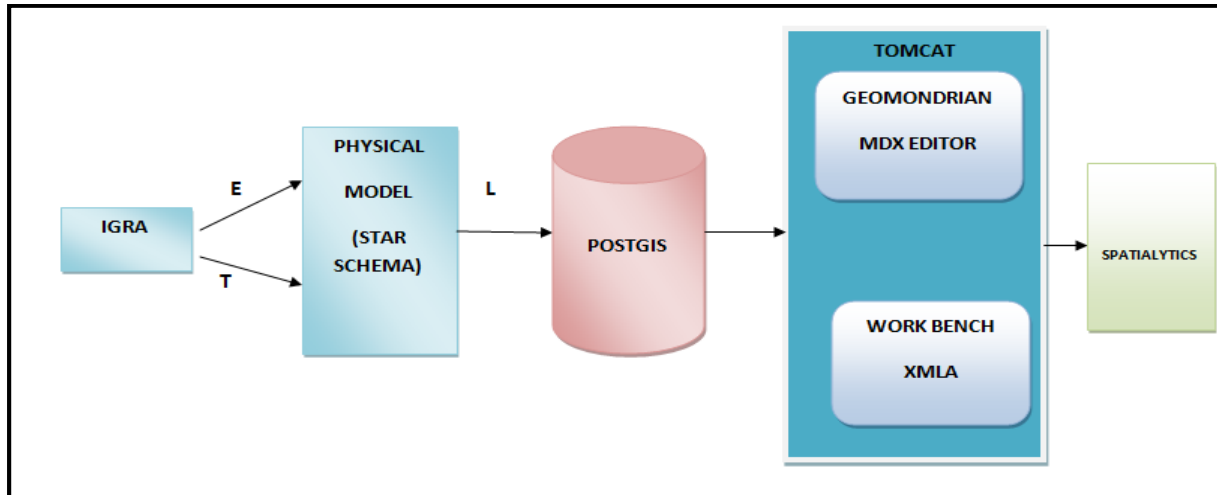 IGRA
E
T
PHYSICAL
MODEL
(STAR
SCHEMA)
L
POSTGIS
TOMCAT
GEOMONDRIAN
MDX EDITOR
WORK BENCH
XMLA
SPATIALYTICS